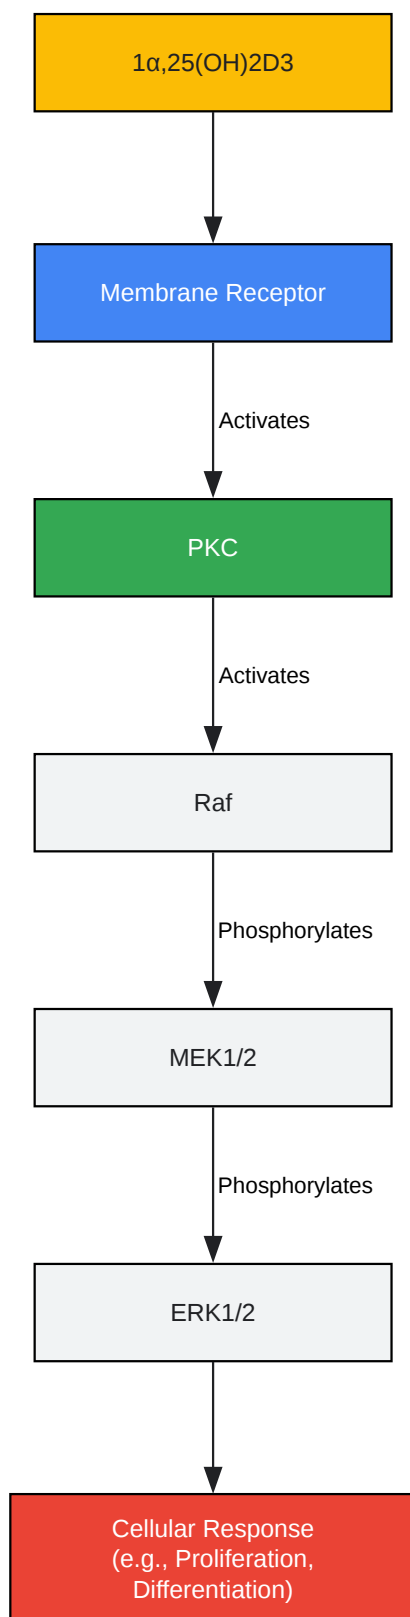 1α,25(OH)2D3
Membrane Receptor
Activates
PKC
Activates
Raf
Phosphorylates
MEK1/2
Phosphorylates
ERK1/2
Cellular Response
(e.g., Proliferation,
Differentiation)